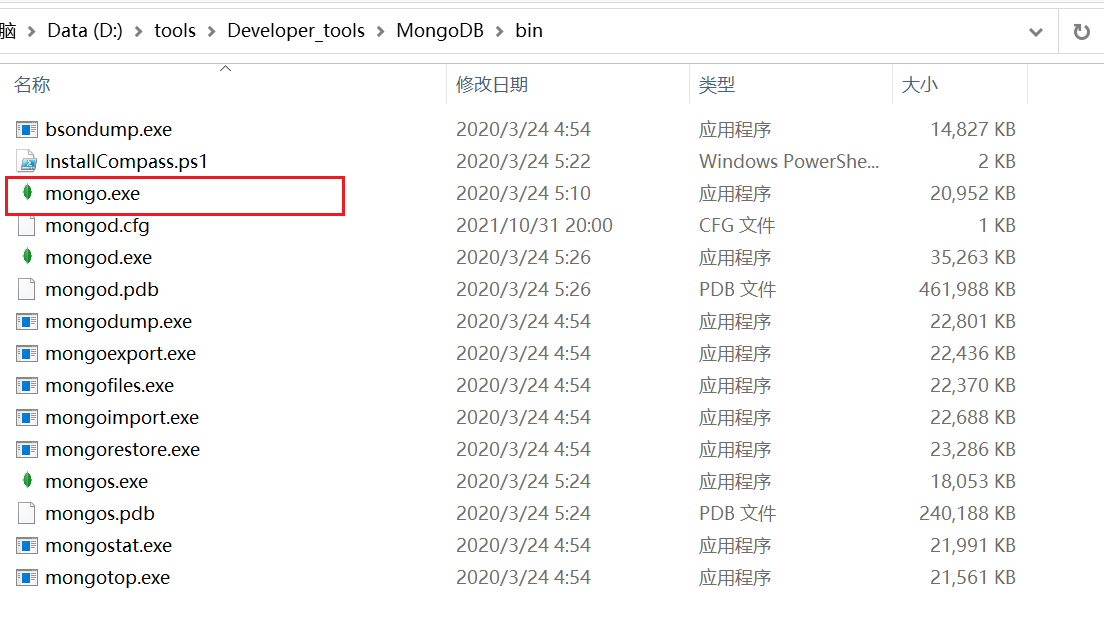 脑 > Data (D:) > tools > Developer_tools > MongoDB > bin
名称 修改日期 类型 大小
bsondump.exe 2020/3/24 4:54 应用程序 14,827 KB
InstallCompass.ps1 2020/3/24 5:22 Windows PowerShe... 2 KB
mongo.exe 2020/3/24 5:10 应用程序 20,952 KB
mongod.cfg 2021/10/31 20:00 CFG 文件 1 KB
mongod.exe 2020/3/24 5:26 应用程序 35,263 KB
mongod.pdb 2020/3/24 5:26 PDB 文件 461,988 KB
mongodump.exe 2020/3/24 4:54 应用程序 22,801 KB
mongoexport.exe 2020/3/24 4:54 应用程序 22,436 KB
mongofiles.exe 2020/3/24 4:54 应用程序 22,370 KB
mongoimport.exe 2020/3/24 4:54 应用程序 22,688 KB
mongorestore.exe 2020/3/24 4:54 应用程序 23,286 KB
mongos.exe 2020/3/24 5:24 应用程序 18,053 KB
mongos.pdb 2020/3/24 5:24 PDB 文件 240,188 KB
mongostat.exe 2020/3/24 4:54 应用程序 21,991 KB
mongotop.exe 2020/3/24 4:54 应用程序 21,561 KB